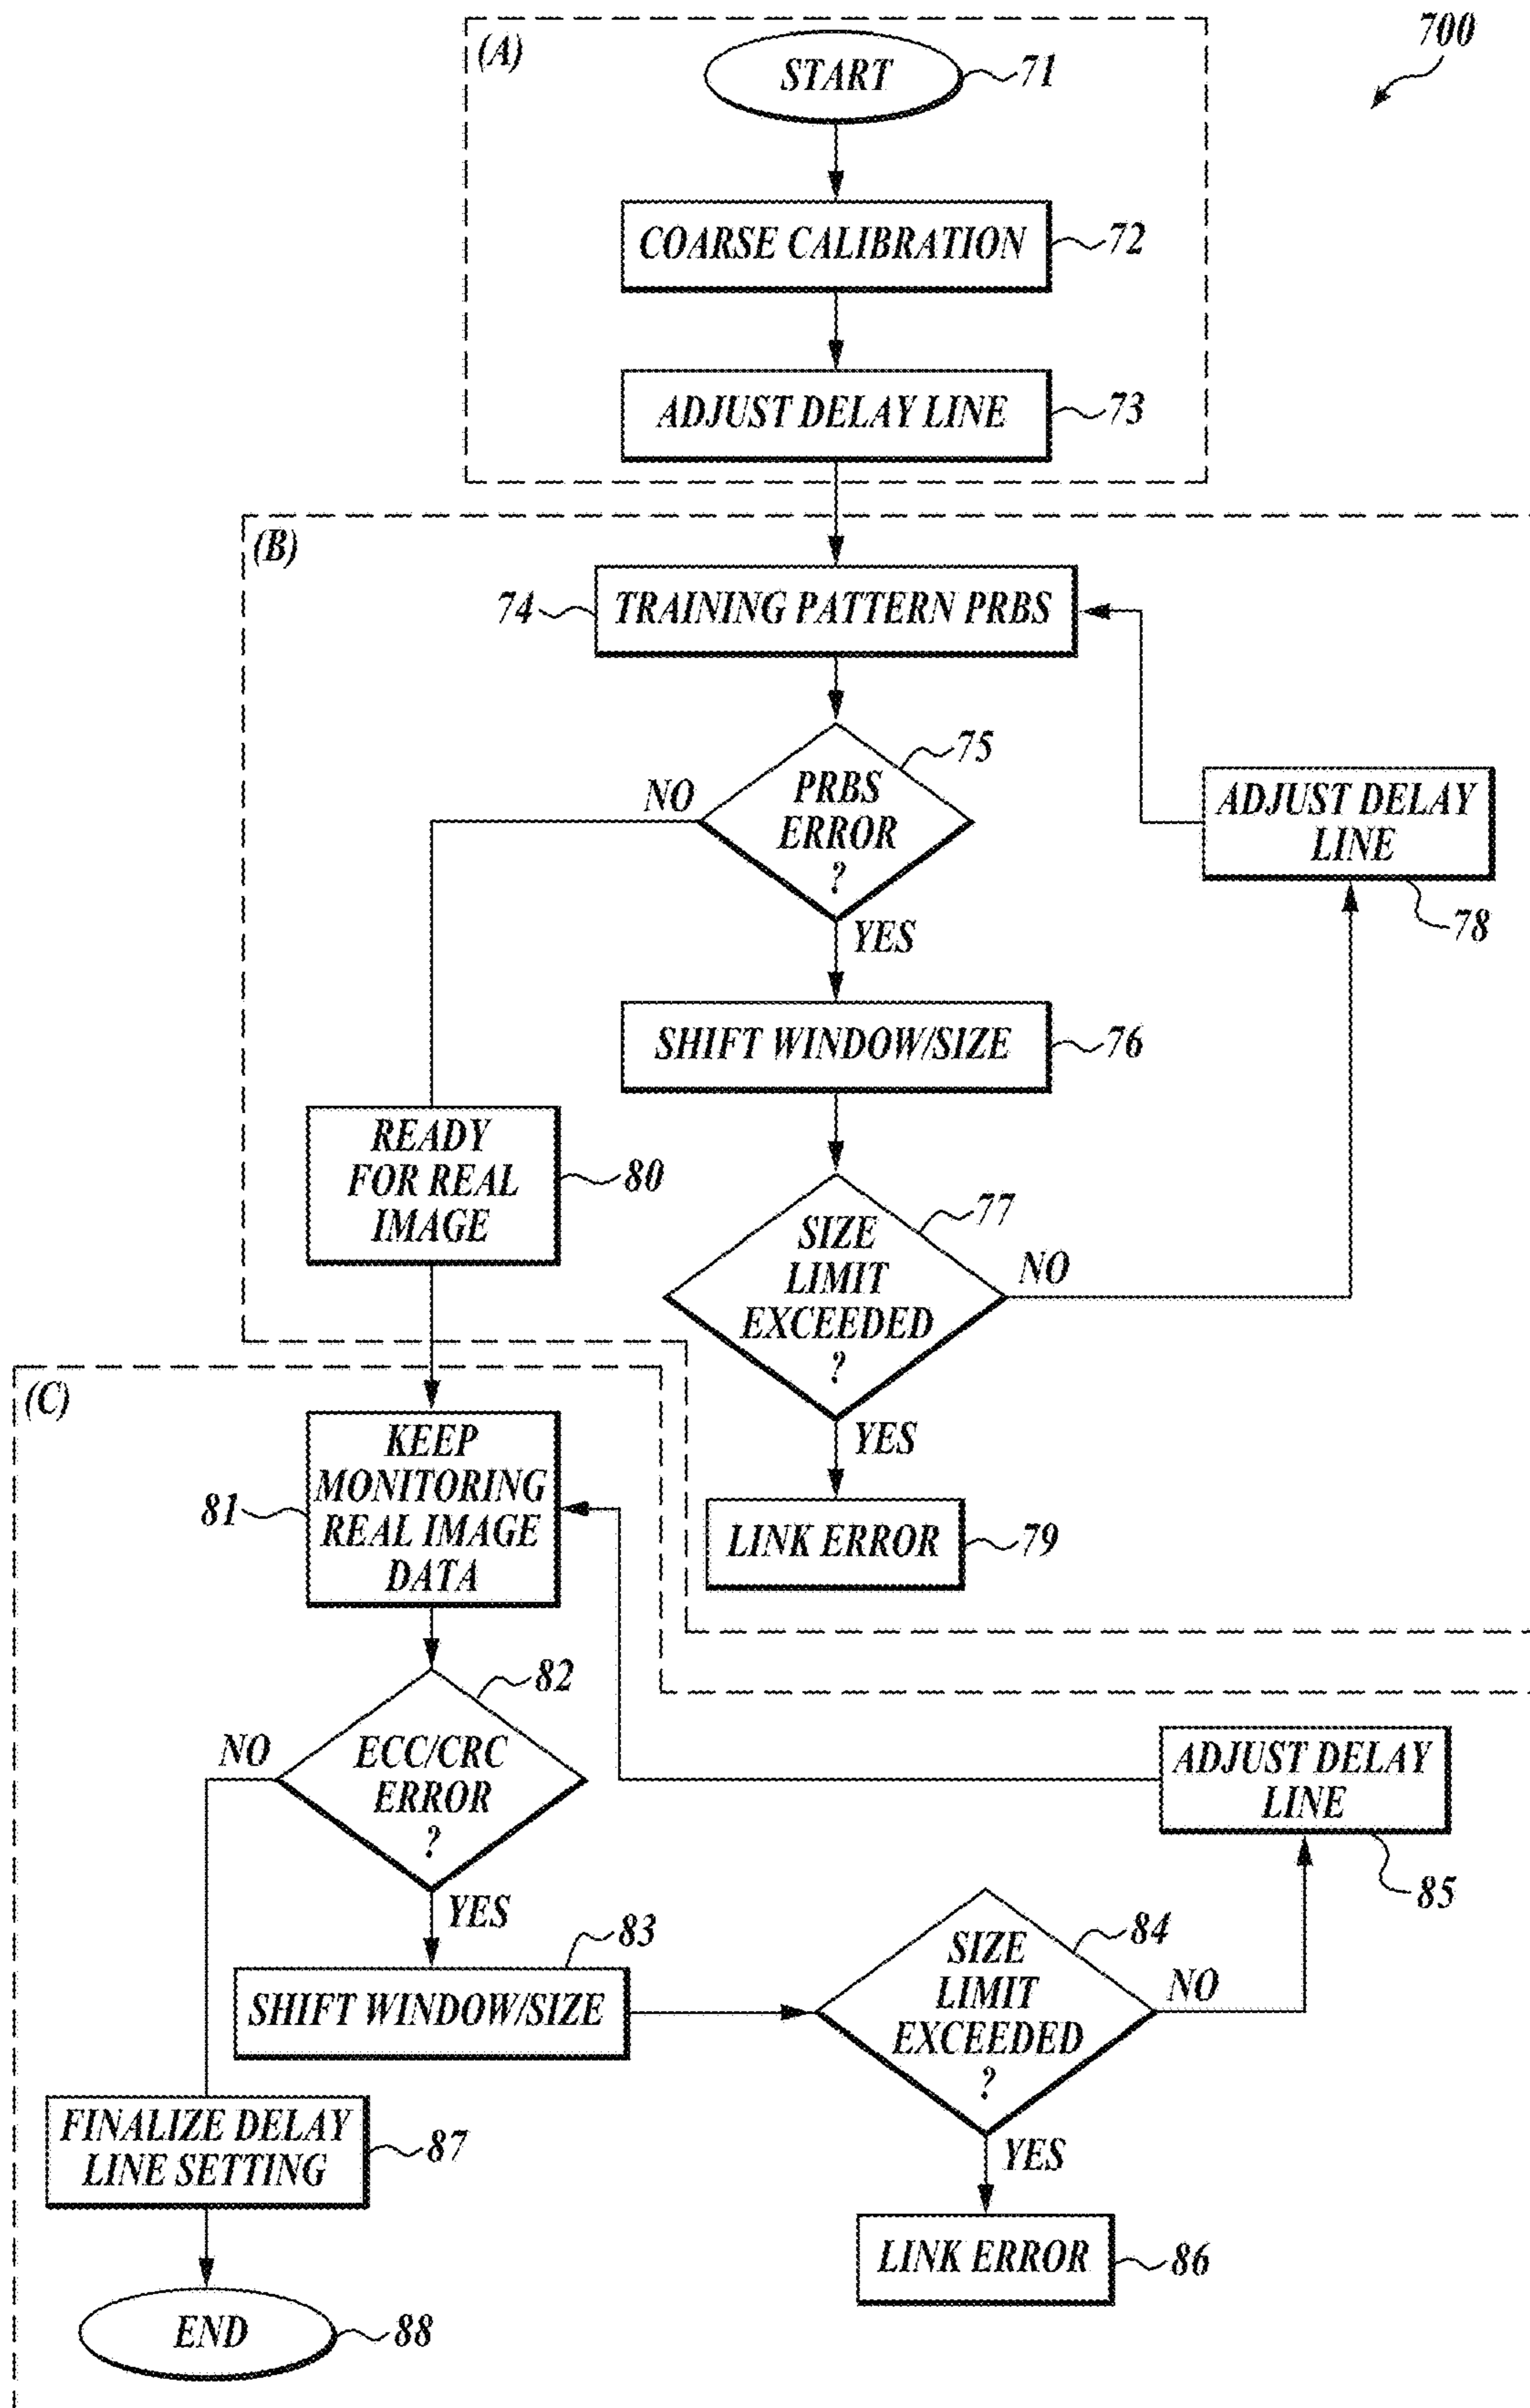 700
(A)
START
71
COARSE CALIBRATION
72
ADJUST DELAY LINE
73
(B)
74
TRAINING PATTERN PRBS
75
NO
PRBS
ERROR
?
YES
ADJUST DELAY
LINE
78
SHIFT WINDOW/SIZE
76
READY
FOR REAL
IMAGE
80
77
SIZE
LIMIT
EXCEEDED
?
NO
YES
LINK ERROR
79
(C)
KEEP
MONITORING
REAL IMAGE
DATA
81
82
NO
ECC/CRC
ERROR
?
YES
ADJUST DELAY
LINE
85
83
SHIFT WINDOW/SIZE
84
SIZE
LIMIT
EXCEEDED
?
NO
YES
FINALIZE DELAY
LINE SETTING
87
LINK ERROR
86
END
88